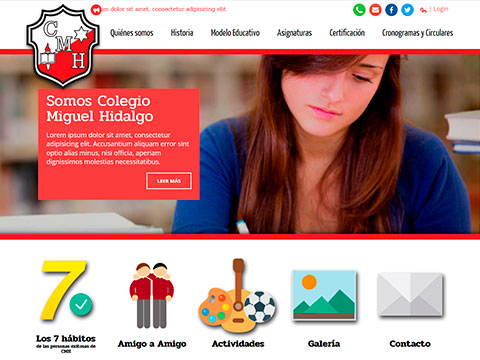 um dolor sit amet, consectetur adipisicing elit.
| Login
Quiénes somos Historia Modelo Educativo Asignaturas Certificación Cronogramas y Circulares
C
M
H
Somos Colegio
Miguel Hidalgo
Lorem ipsum dolor sit amet, consectetur
adipisicing elit. Accusantium aliquam error sint
optio alias minus, nisi officia, aperiam
dignissimos molestias necessitatibus.
LEER MÁS
7
Los 7 hábitos
de las personas exitosas de
CMH
Amigo a Amigo
Actividades
Galería
Contacto